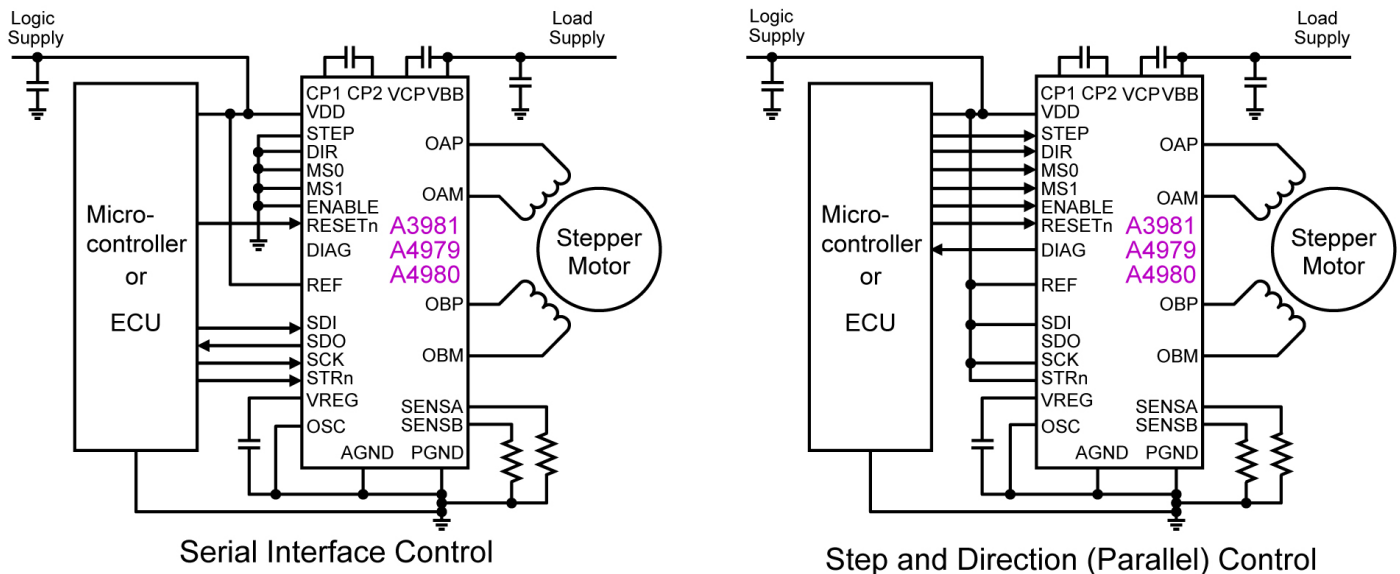 Logic
Supply
Load
Supply
CP1 CP2 VCP VBB
VDD
STEP
DIR
MS0
MS1
ENABLE
RESETn
DIAG
REF
SDI
SDO
SCK
STRn
VREG
OSC
AGND PGND
OAP
OAM
OBP
OBM
SENSA
SENSB
A3981
A4979
A4980
Micro-
controller
or
ECU
Stepper
Motor
Serial Interface Control
Logic
Supply
Load
Supply
CP1 CP2 VCP VBB
VDD
STEP
DIR
MS0
MS1
ENABLE
RESETn
DIAG
REF
SDI
SDO
SCK
STRn
VREG
OSC
AGND PGND
OAP
OAM
OBP
OBM
SENSA
SENSB
A3981
A4979
A4980
Micro-
controller
or
ECU
Stepper
Motor
Step and Direction (Parallel) Control